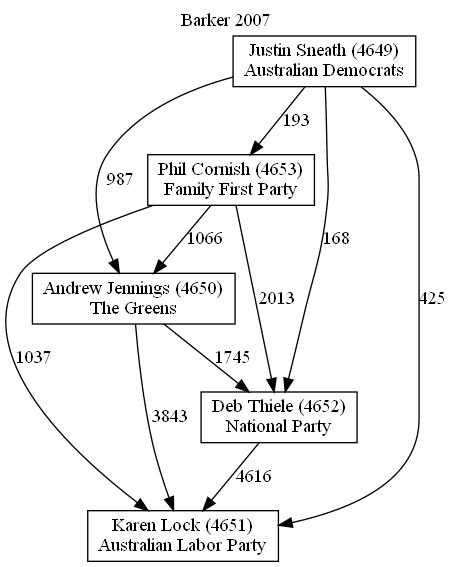 Barker 2007
Justin Sneath (4649)
Australian Democrats
193
Phil Cornish (4653)
Family First Party
987
1066
168
2013
425
Andrew Jennings (4650)
The Greens
1037
1745
3843
Deb Thiele (4652)
National Party
4616
Karen Lock (4651)
Australian Labor Party